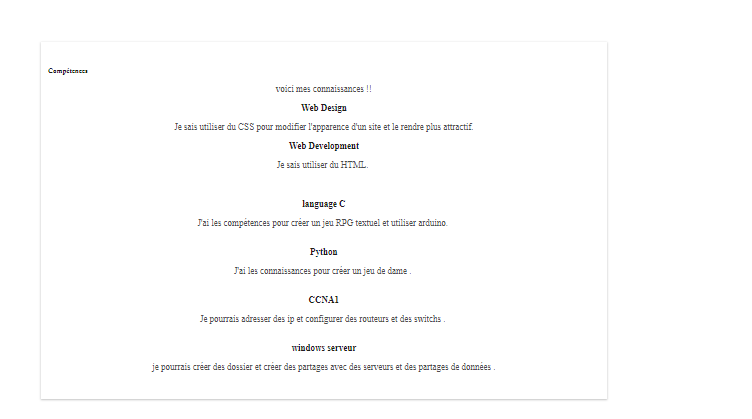 Compétences
voici mes connaissances !!
Web Design
Je sais utiliser du CSS pour modifier l'apparence d'un site et le rendre plus attractif.
Web Development
Je sais utiliser du HTML.
language C
J'ai les compétences pour créer un jeu RPG textuel et utiliser arduino.
Python
J'ai les connaissances pour créer un jeu de dame .
CCNA1
Je pourrais adresser des ip et configurer des routeurs et des switchs .
windows serveur
je pourrais créer des dossier et créer des partages avec des serveurs et des partages de données .